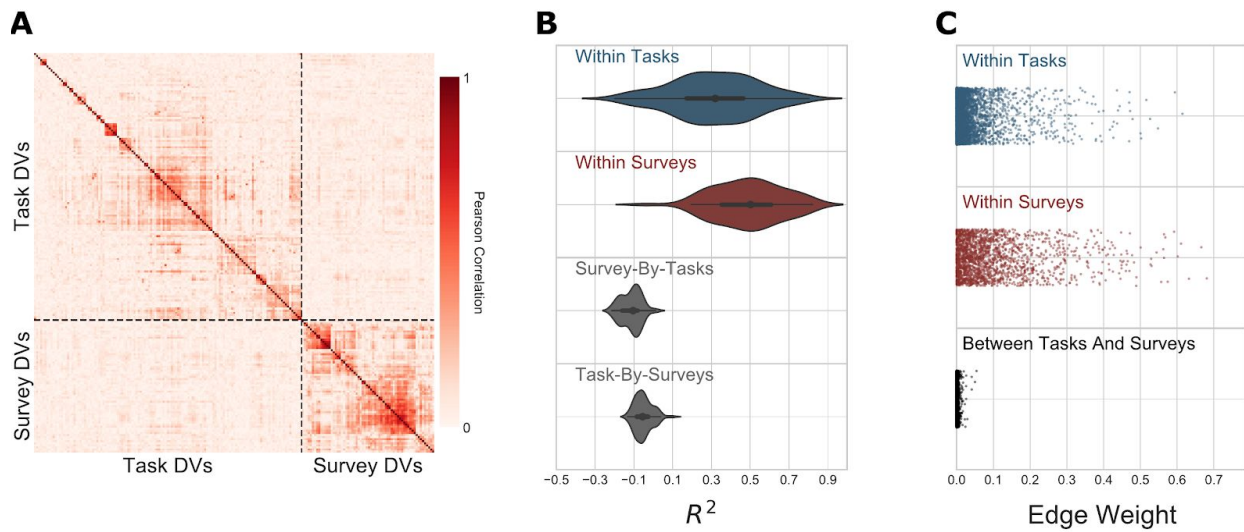 A
Task DVs
Survey DVs
Task DVs
Survey DVs
1
Pearson Correlation
0
B
Within Tasks
Within Surveys
Survey-By-Tasks
Task-By-Surveys
−0.5 −0.3 −0.1 0.1 0.3 0.5 0.7 0.9
R²
C
Within Tasks
Within Surveys
Between Tasks And Surveys
0.0 0.1 0.2 0.3 0.4 0.5 0.6 0.7
Edge Weight